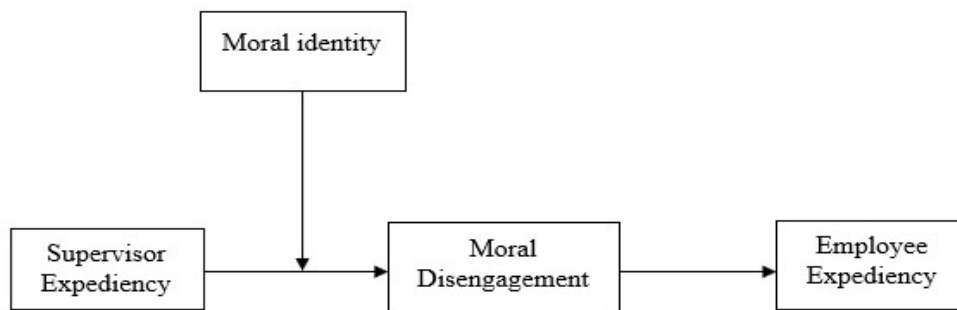 Moral identity
Supervisor
Expediency
Moral
Disengagement
Employee
Expediency